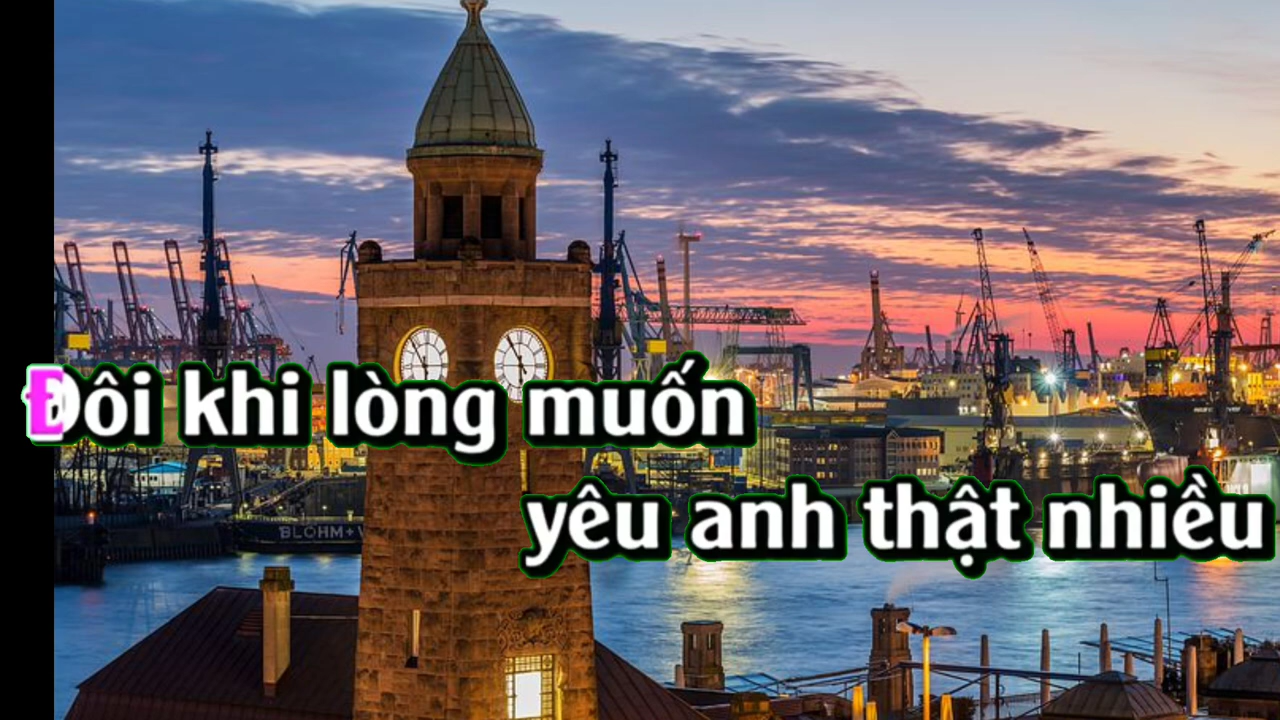 Đôi khi lòng muốn
yêu anh thật nhiều
BLOHM+V